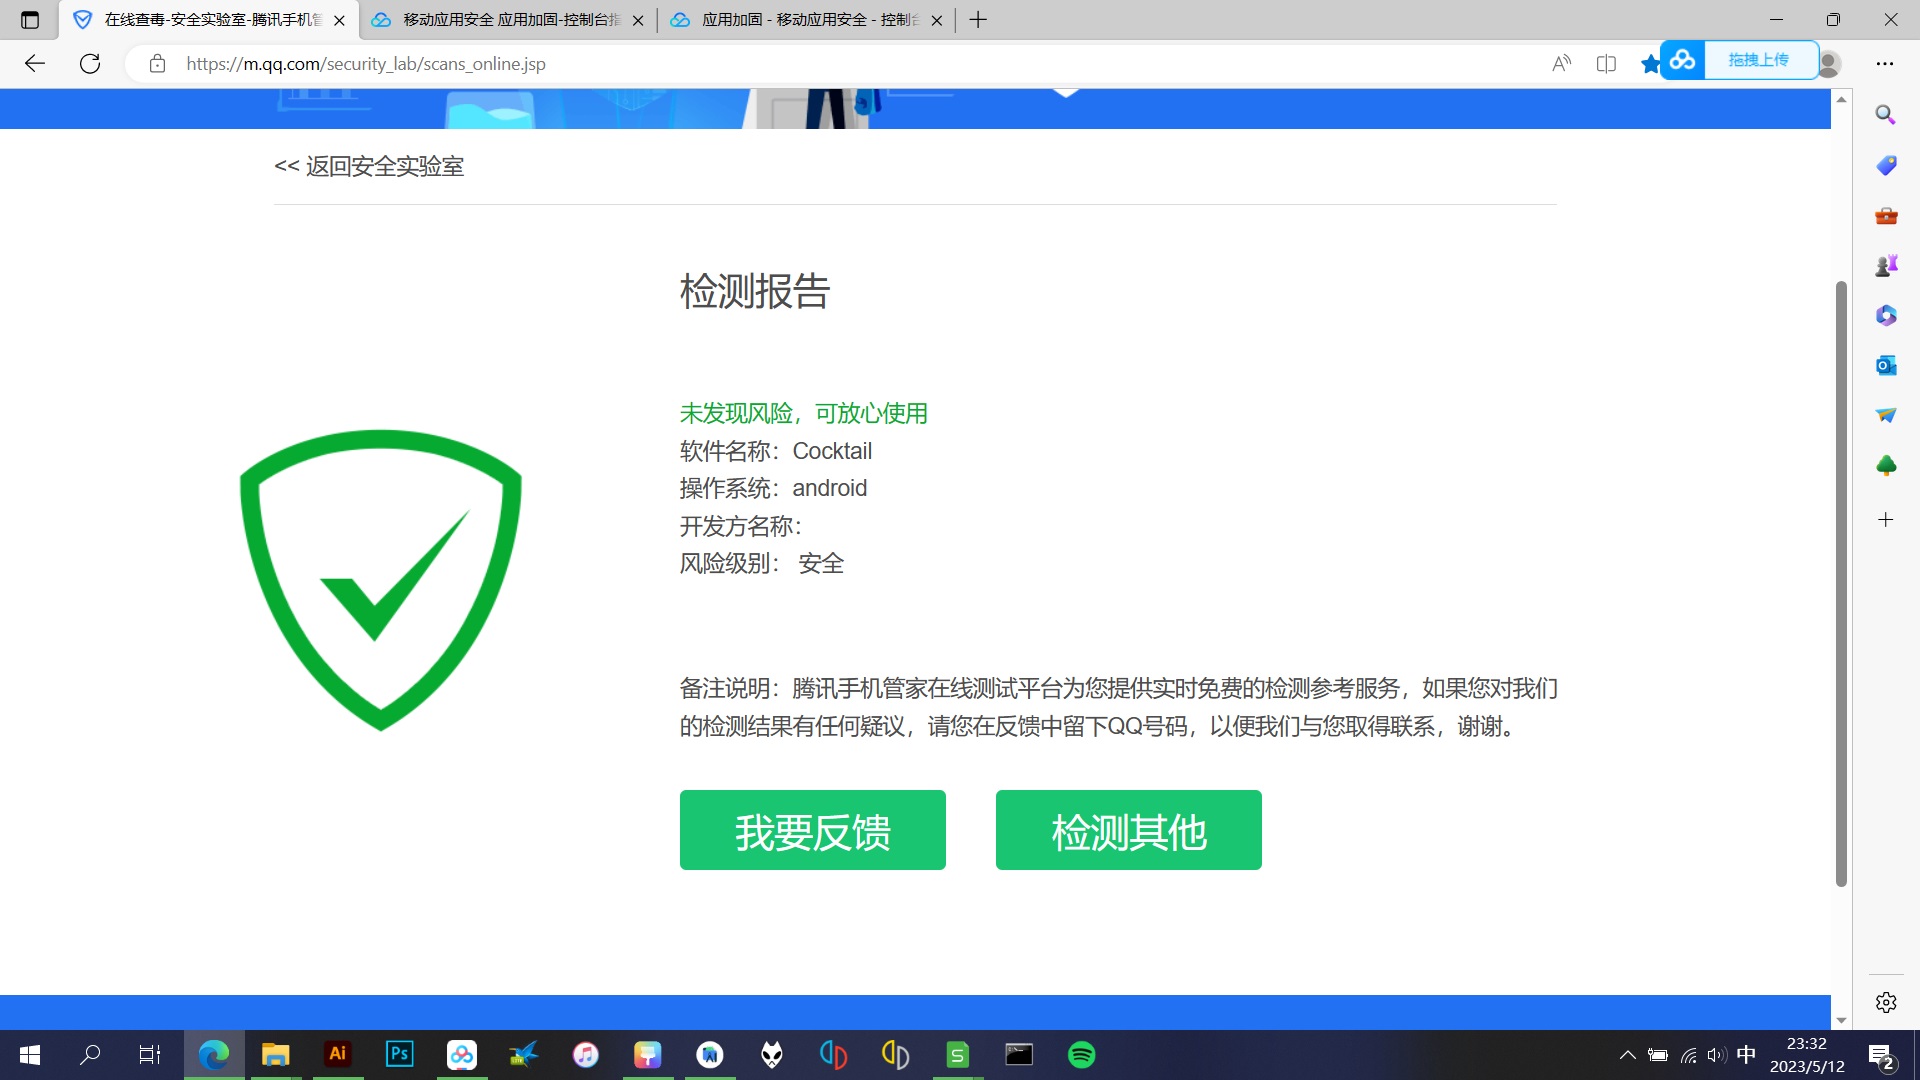 在线查毒-安全实验室-腾讯手机管
移动应用安全 应用加固-控制台指
应用加固 - 移动应用安全 - 控制台
https://m.qq.com/security_lab/scans_online.jsp
拖拽上传
<< 返回安全实验室
检测报告
未发现风险，可放心使用
软件名称：Cocktail
操作系统：android
开发方名称：
风险级别： 安全
备注说明：腾讯手机管家在线测试平台为您提供实时免费的检测参考服务，如果您对我们
的检测结果有任何疑议，请您在反馈中留下QQ号码，以便我们与您取得联系，谢谢。
我要反馈
检测其他
Ai
Ps
S
中
23:32
2023/5/12
2